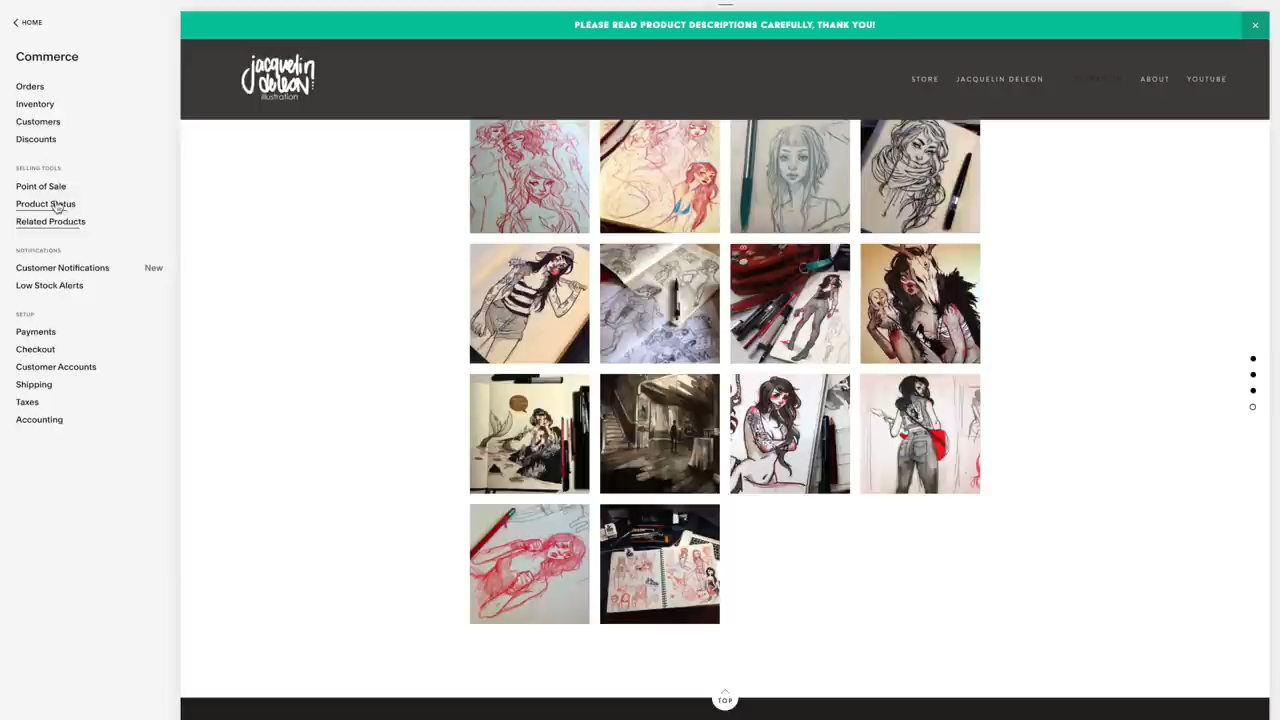 HOME
Commerce
Orders
Inventory
Customers
Discounts
SELLING TOOLS
Point of Sale
Product Status
Related Products
NOTIFICATIONS
Customer Notifications New
Low Stock Alerts
SETUP
Payments
Checkout
Customer Accounts
Shipping
Taxes
Accounting
PLEASE READ PRODUCT DESCRIPTIONS CAREFULLY, THANK YOU!
jacquelin
deleon
illustration
STORE JACQUELIN DELEON ABOUT YOUTUBE
TOP